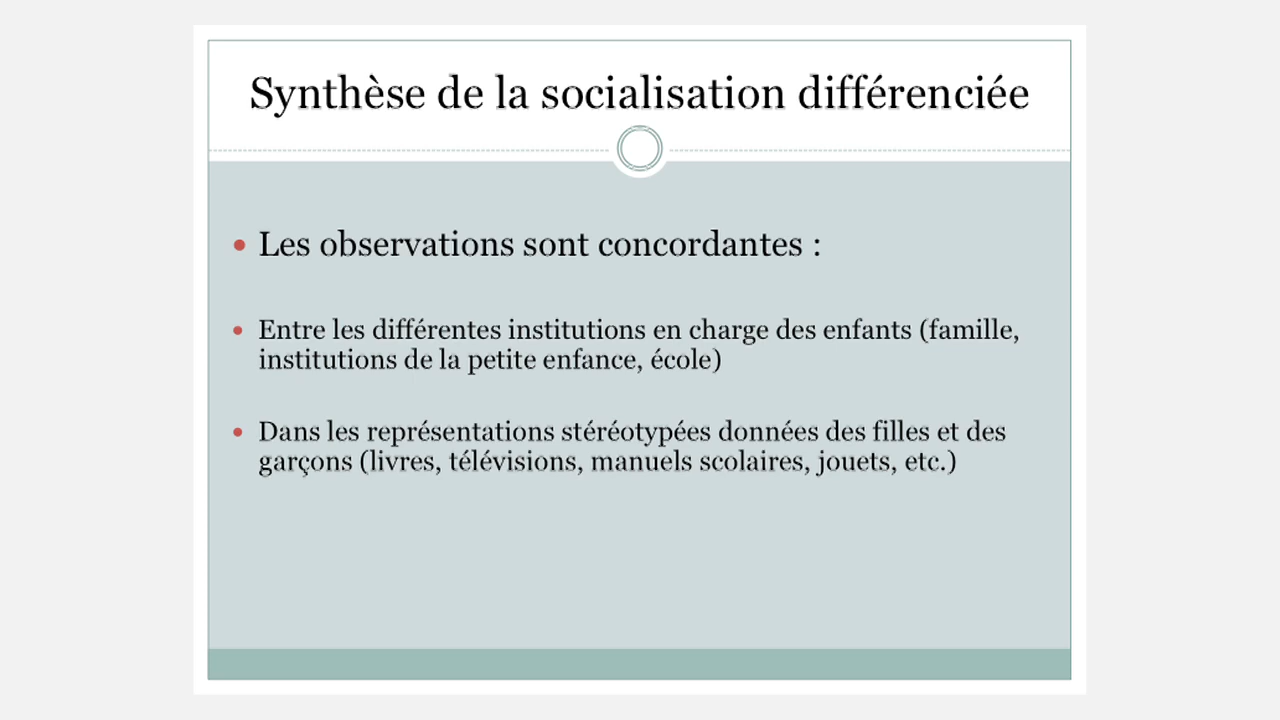 Synthèse de la socialisation différenciée
• Les observations sont concordantes :
• Entre les différentes institutions en charge des enfants (famille,
institutions de la petite enfance, école)
• Dans les représentations stéréotypées données des filles et des
garçons (livres, télévisions, manuels scolaires, jouets, etc.)